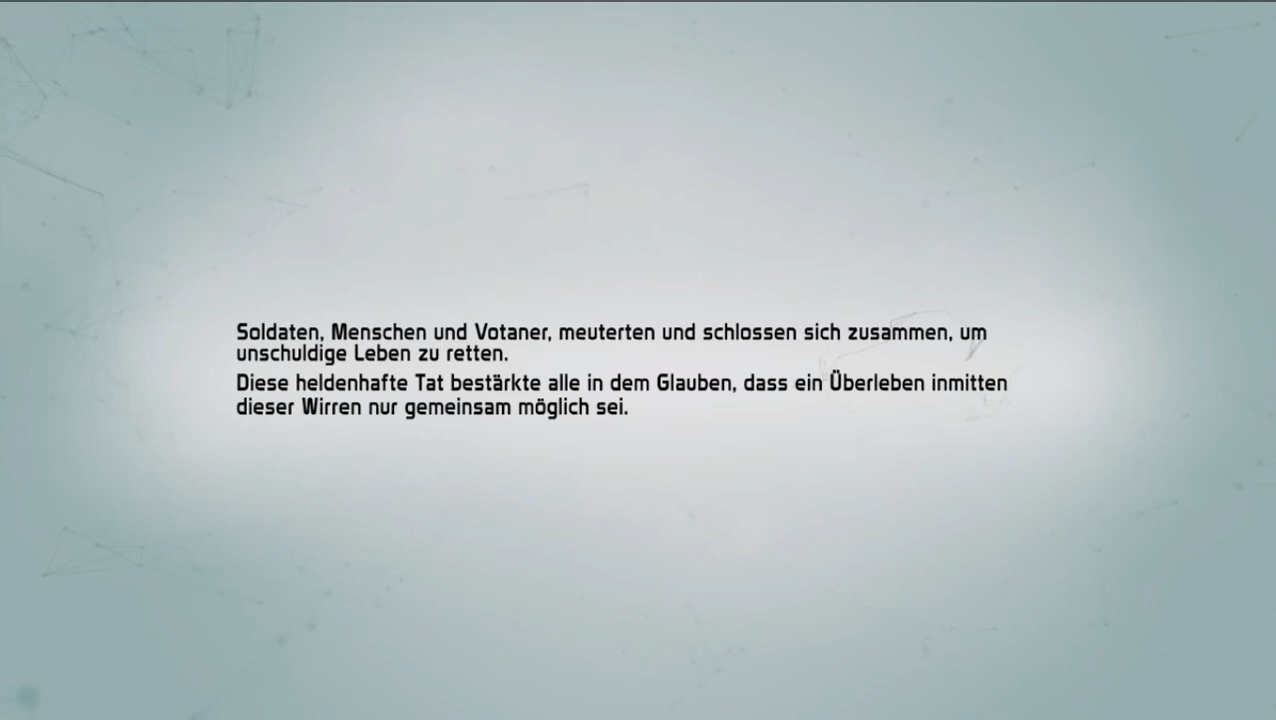 Soldaten, Menschen und Votaner, meuterten und schlossen sich zusammen, um
unschuldige Leben zu retten.
Diese heldenhafte Tat bestärkte alle in dem Glauben, dass ein Überleben inmitten
dieser Wirren nur gemeinsam möglich sei.